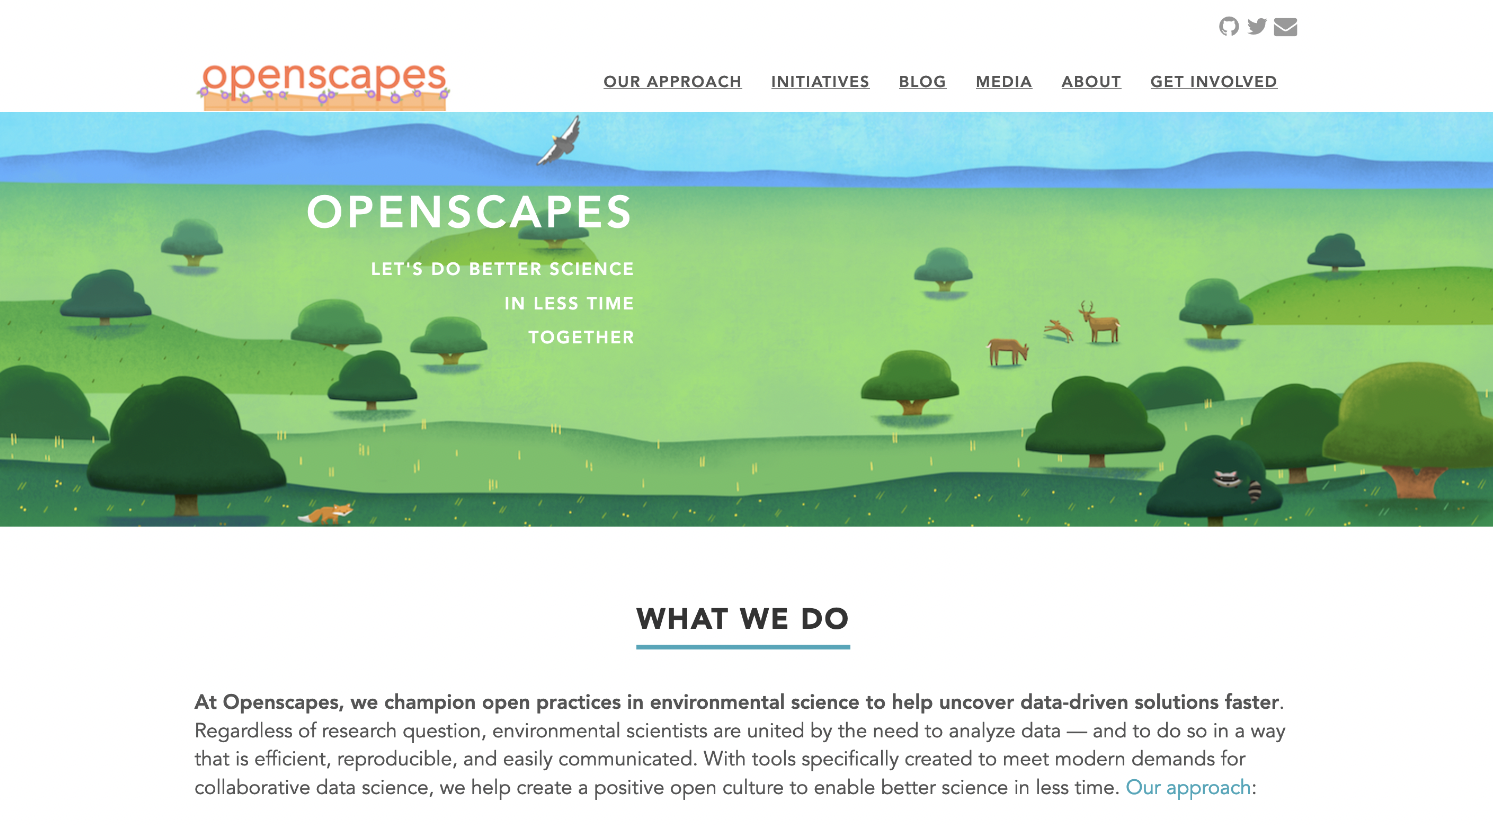 openscapes
OUR APPROACH INITIATIVES BLOG MEDIA ABOUT GET INVOLVED
OPENSCAPES
LET'S DO BETTER SCIENCE
IN LESS TIME
TOGETHER
WHAT WE DO
At Openscapes, we champion open practices in environmental science to help uncover data-driven solutions faster.
Regardless of research question, environmental scientists are united by the need to analyze data — and to do so in a way
that is efficient, reproducible, and easily communicated. With tools specifically created to meet modern demands for
collaborative data science, we help create a positive open culture to enable better science in less time. Our approach: